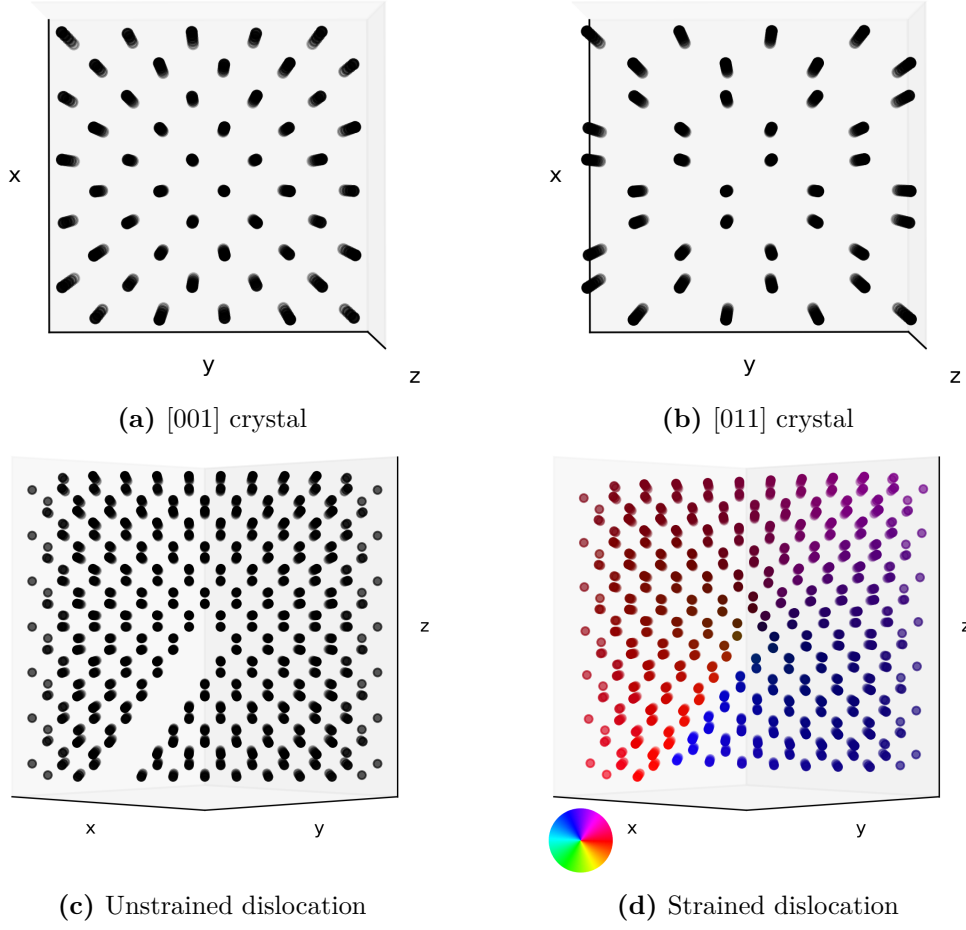 x
y
z
(a) [001] crystal
x
y
z
(b) [011] crystal
x
y
z
(c) Unstrained dislocation
x
y
z
(d) Strained dislocation